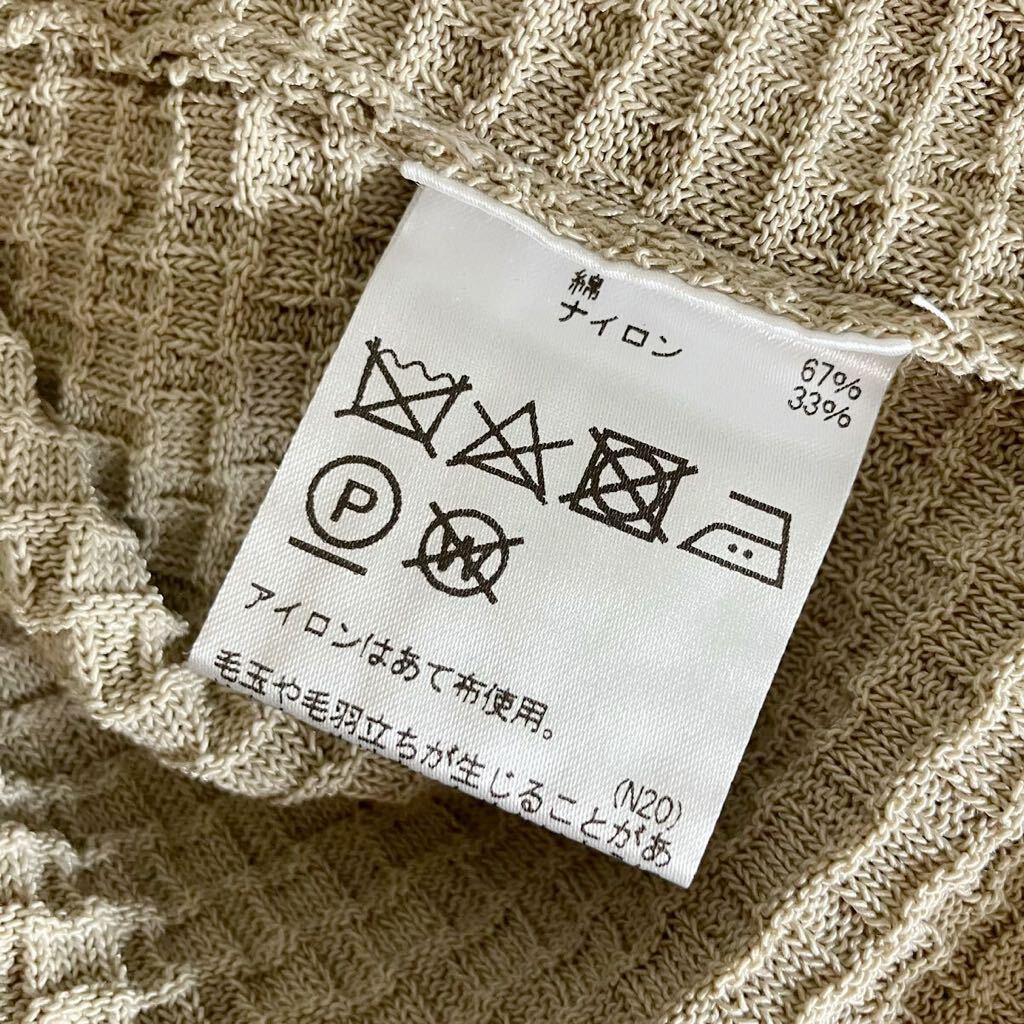 綿 67%
ナイロン 33%
P W
アイロンはあて布使用。
(N20)
毛玉や毛羽立ちが生じることがあ